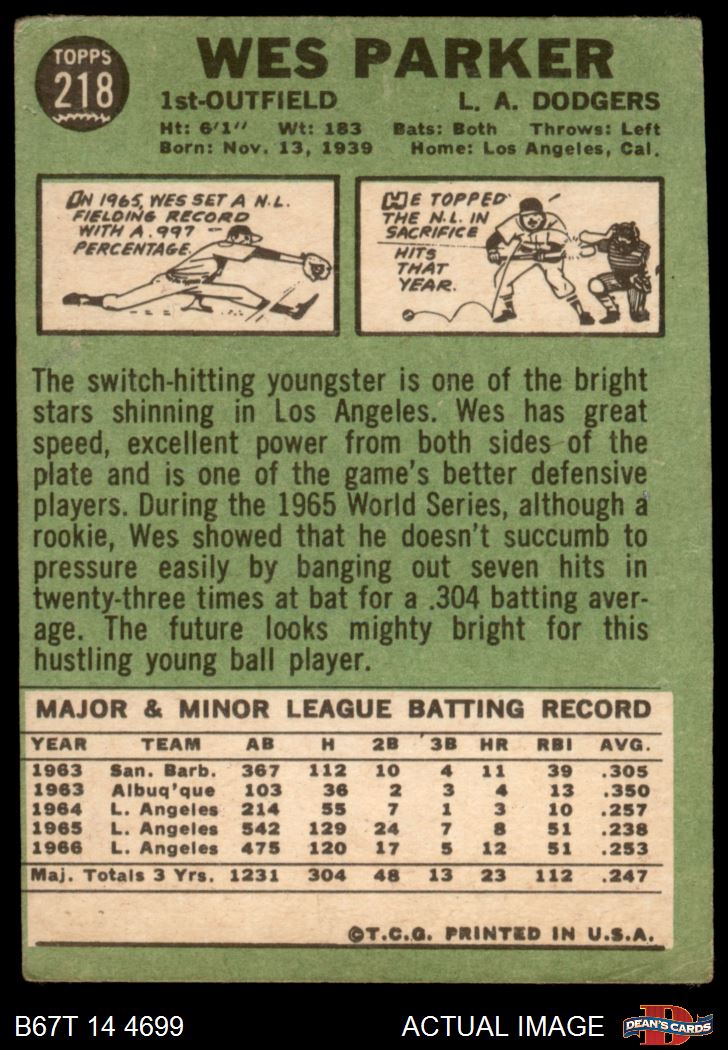 TOPPS
218
WES PARKER
1st-OUTFIELD L. A. DODGERS
Ht: 6'1" Wt: 183 Bats: Both Throws: Left
Born: Nov. 13, 1939 Home: Los Angeles, Cal.
IN 1965, WES SET A N.L.
FIELDING RECORD
WITH A .997
PERCENTAGE.
HE TOPPED
THE N.L. IN
SACRIFICE
HITS
THAT
YEAR.
The switch-hitting youngster is one of the bright
stars shinning in Los Angeles. Wes has great
speed, excellent power from both sides of the
plate and is one of the game's better defensive
players. During the 1965 World Series, although a
rookie, Wes showed that he doesn't succumb to
pressure easily by banging out seven hits in
twenty-three times at bat for a .304 batting aver-
age. The future looks mighty bright for this
hustling young ball player.
MAJOR & MINOR LEAGUE BATTING RECORD
YEAR TEAM AB H 2B 3B HR RBI AVG.
1963 San. Barb. 367 112 10 4 11 39 .305
1963 Albuq'que 103 36 2 3 4 13 .350
1964 L. Angeles 214 55 7 1 3 10 .257
1965 L. Angeles 542 129 24 7 8 51 .238
1966 L. Angeles 475 120 17 5 12 51 .253
Maj. Totals 3 Yrs. 1231 304 48 13 23 112 .247
©T.C.G. PRINTED IN U.S.A.
B67T 14 4699 ACTUAL IMAGE
D
DEAN'S CARDS